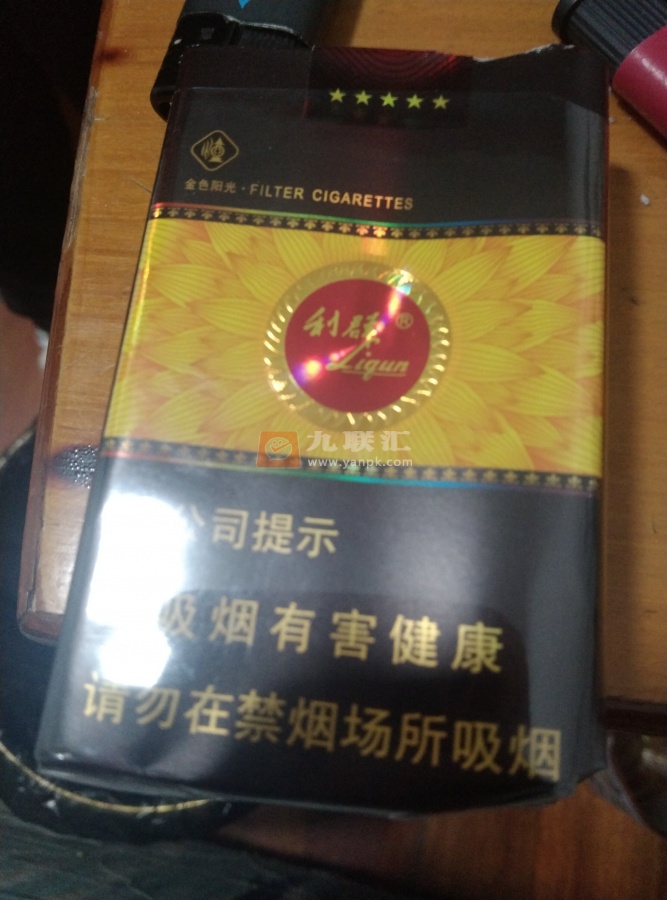 金色阳光·FILTER CIGARETTES
利群®
Liqun
九联汇
www.yanpk.com
公司提示
吸烟有害健康
请勿在禁烟场所吸烟